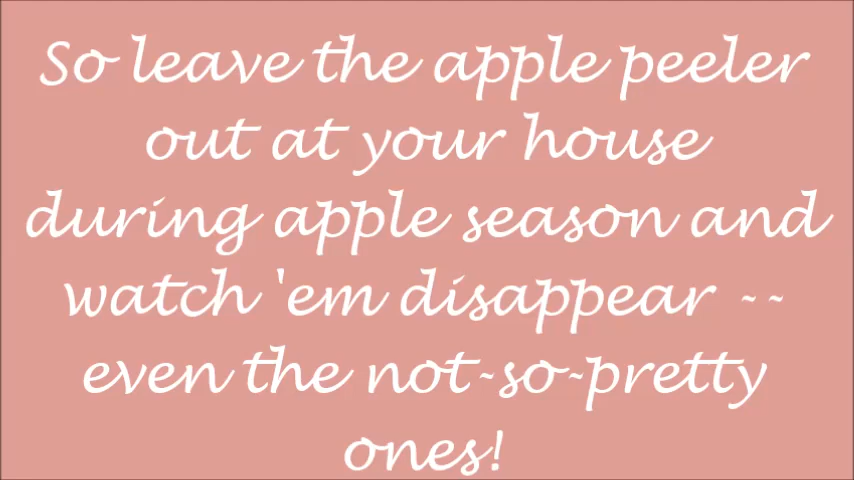 So leave the apple peeler
out at your house
during apple season and
watch 'em disappear --
even the not-so-pretty
ones!